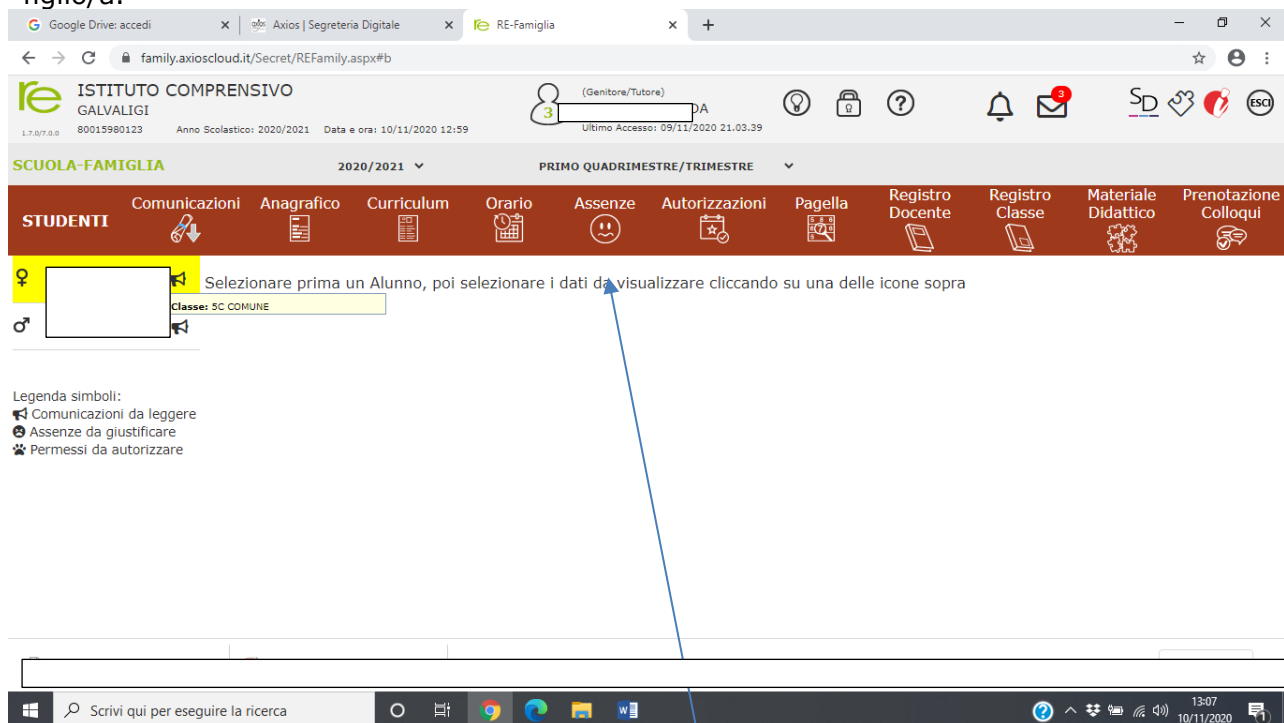 figlio/a.
Google Drive: accedi
Axios | Segreteria Digitale
RE-Famiglia
family.axioscloud.it/Secret/REFamily.aspx#b
re
1.7.0/7.0.0
ISTITUTO COMPRENSIVO
GALVALIGI
80015980123 Anno Scolastico: 2020/2021 Data e ora: 10/11/2020 12:59
3
(Genitore/Tutore)
DA
Ultimo Accesso: 09/11/2020 21.03.39
?
3
SD
ESCI
SCUOLA-FAMIGLIA
2020/2021
PRIMO QUADRIMESTRE/TRIMESTRE
STUDENTI
Comunicazioni
Anagrafico
Curriculum
Orario
Assenze
Autorizzazioni
Pagella
Registro
Docente
Registro
Classe
Materiale
Didattico
Prenotazione
Colloqui
Selezionare prima un Alunno, poi selezionare i dati da visualizzare cliccando su una delle icone sopra
Classe: 5C COMUNE
Legenda simboli:
Comunicazioni da leggere
Assenze da giustificare
Permessi da autorizzare
Scrivi qui per eseguire la ricerca
13:07
10/11/2020
1